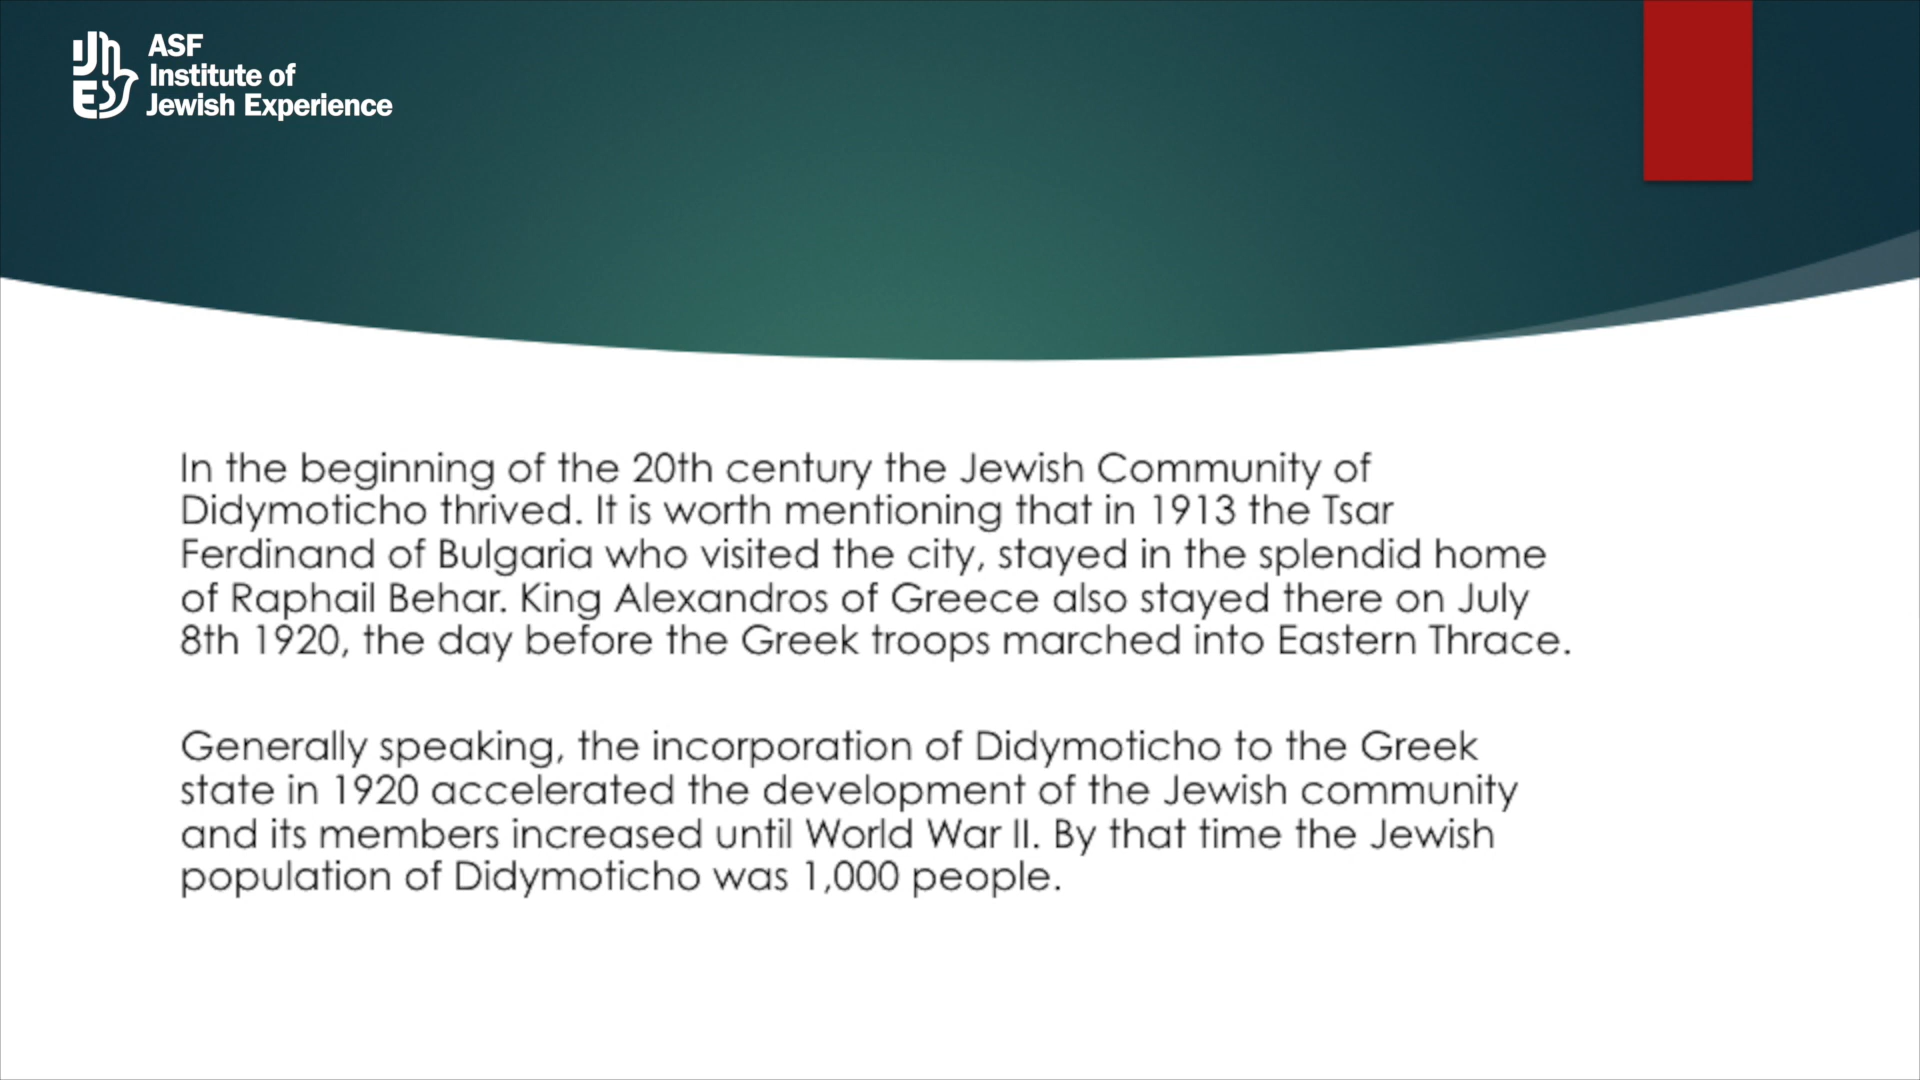 ASF
Institute of
Jewish Experience
In the beginning of the 20th century the Jewish Community of
Didymoticho thrived. It is worth mentioning that in 1913 the Tsar
Ferdinand of Bulgaria who visited the city, stayed in the splendid home
of Raphail Behar. King Alexandros of Greece also stayed there on July
8th 1920, the day before the Greek troops marched into Eastern Thrace.
Generally speaking, the incorporation of Didymoticho to the Greek
state in 1920 accelerated the development of the Jewish community
and its members increased until World War II. By that time the Jewish
population of Didymoticho was 1,000 people.